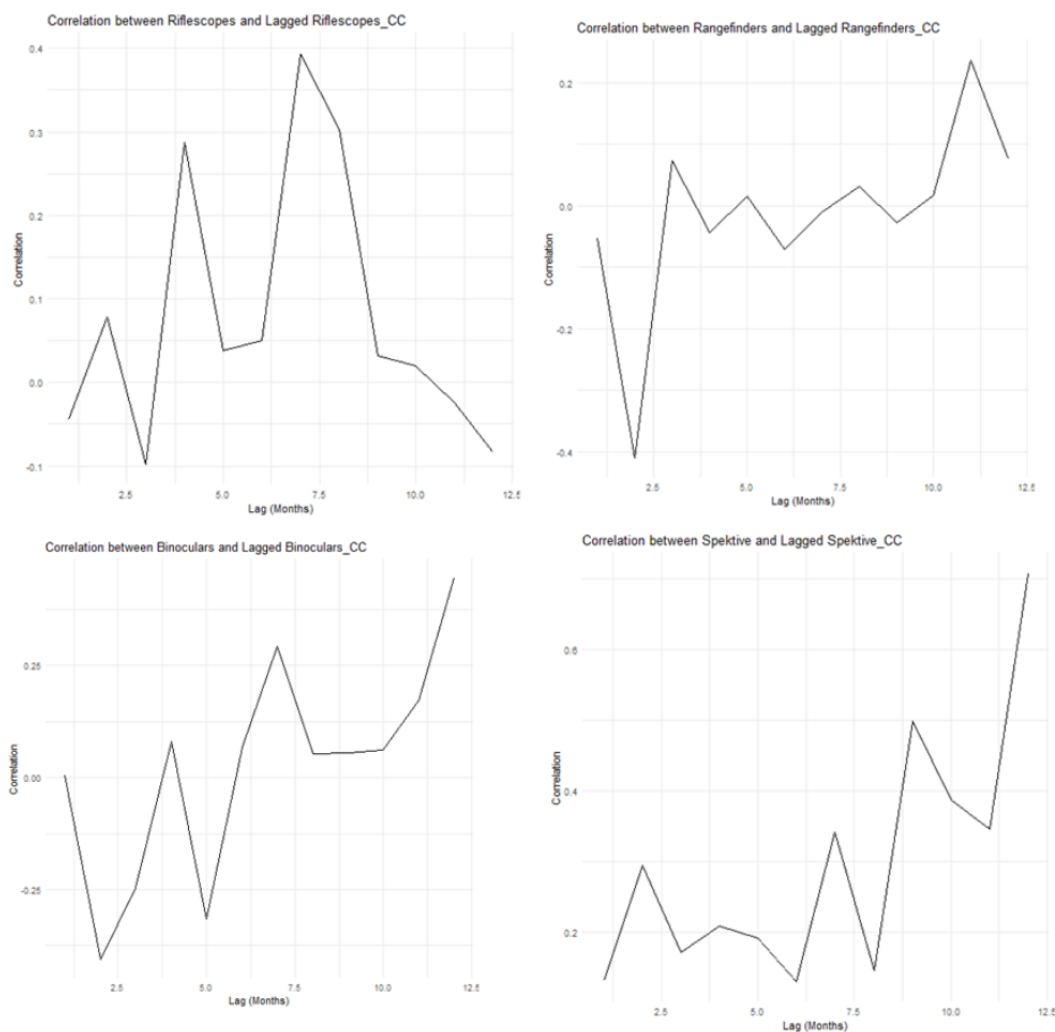 Correlation between Riflescopes and Lagged Riflescopes_CC
0.4
0.3
0.2
0.1
0.0
-0.1
Correlation
2.5 5.0 7.5 10.0 12.5
Lag (Months)
Correlation between Rangefinders and Lagged Rangefinders_CC
0.2
0.0
-0.2
-0.4
Correlation
2.5 5.0 7.5 10.0 12.5
Lag (Months)
Correlation between Binoculars and Lagged Binoculars_CC
0.25
0.00
-0.25
Correlation
2.5 5.0 7.5 10.0 12.5
Lag (Months)
Correlation between Spektive and Lagged Spektive_CC
0.6
0.4
0.2
Correlation
2.5 5.0 7.5 10.0 12.5
Lag (Months)